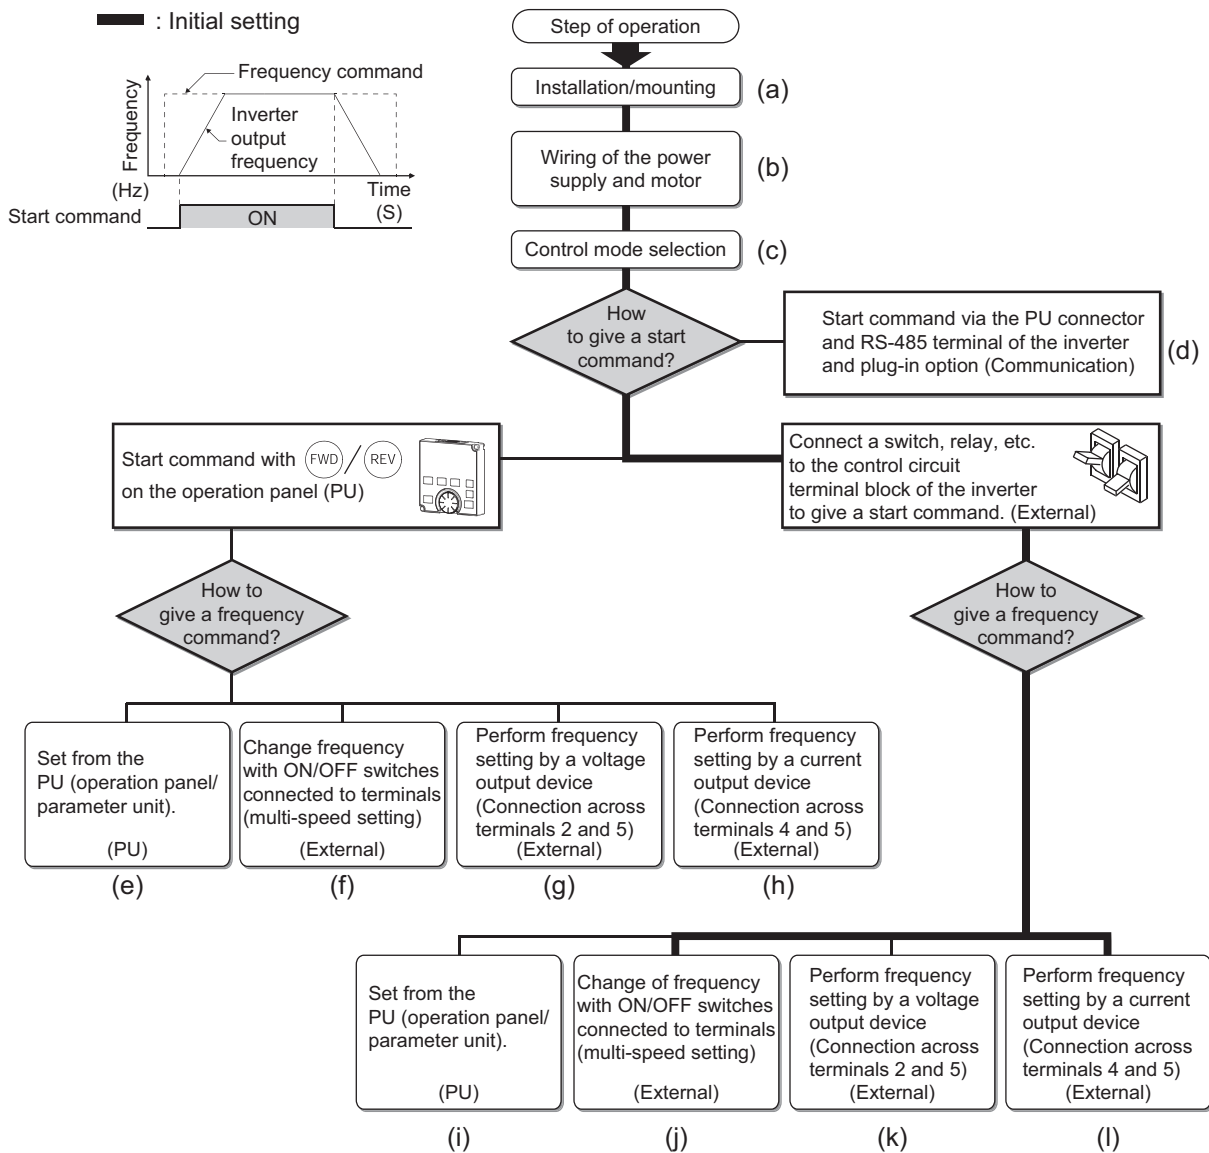 : Initial setting
Step of operation
Frequency command
Inverter
output
frequency
Frequency
(Hz)
Time
(S)
Start command
ON
Installation/mounting
(a)
Wiring of the power
supply and motor
(b)
Control mode selection
(c)
How
to give a start
command?
Start command via the PU connector
and RS-485 terminal of the inverter
and plug-in option (Communication)
(d)
Start command with FWD / REV
on the operation panel (PU)
Connect a switch, relay, etc.
to the control circuit
terminal block of the inverter
to give a start command. (External)
How to
give a frequency
command?
How to
give a frequency
command?
Set from the
PU (operation panel/
parameter unit).
(PU)
(e)
Change frequency
with ON/OFF switches
connected to terminals
(multi-speed setting)
(External)
(f)
Perform frequency
setting by a voltage
output device
(Connection across
terminals 2 and 5)
(External)
(g)
Perform frequency
setting by a current
output device
(Connection across
terminals 4 and 5)
(External)
(h)
Set from the
PU (operation panel/
parameter unit).
(PU)
(i)
Change of frequency
with ON/OFF switches
connected to terminals
(multi-speed setting)
(External)
(j)
Perform frequency
setting by a voltage
output device
(Connection across
terminals 2 and 5)
(External)
(k)
Perform frequency
setting by a current
output device
(Connection across
terminals 4 and 5)
(External)
(l)